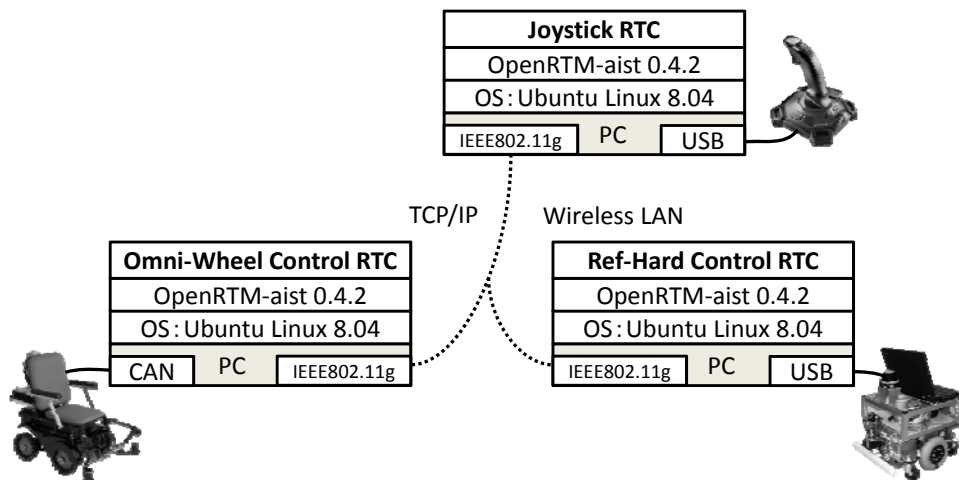 Joystick RTC
OpenRTM-aist 0.4.2
OS:Ubuntu Linux 8.04
IEEE802.11g PC USB
TCP/IP Wireless LAN
Omni-Wheel Control RTC
OpenRTM-aist 0.4.2
OS:Ubuntu Linux 8.04
CAN PC IEEE802.11g
Ref-Hard Control RTC
OpenRTM-aist 0.4.2
OS:Ubuntu Linux 8.04
IEEE802.11g PC USB